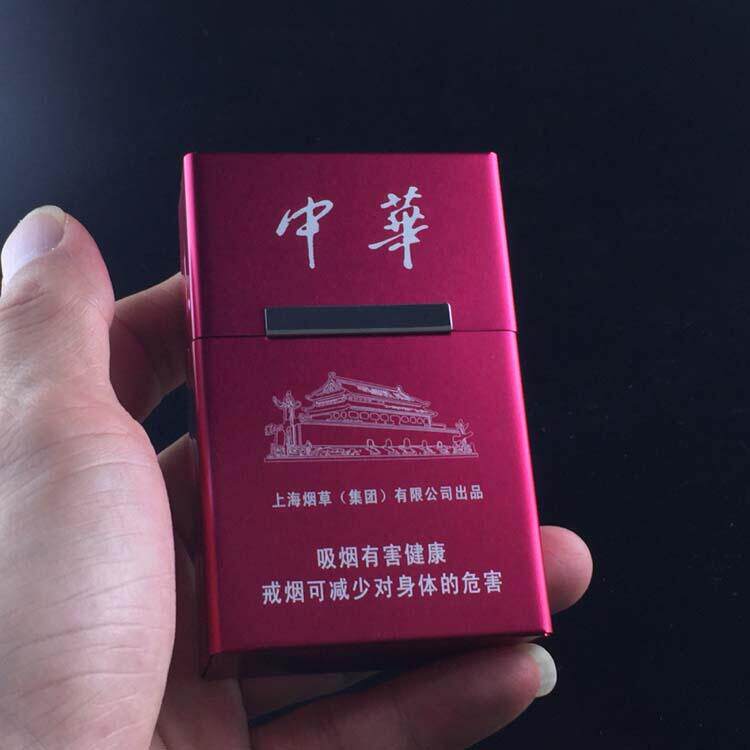 中華
上海烟草（集团）有限公司出品
吸烟有害健康
戒烟可减少对身体的危害